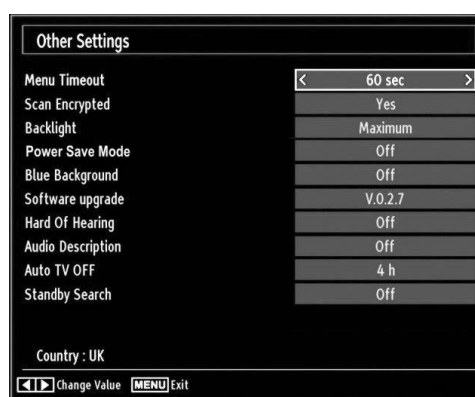 Other Settings
Menu Timeout < 60 sec >
Scan Encrypted Yes
Backlight Maximum
Power Save Mode Off
Blue Background Off
Software upgrade V.0.2.7
Hard Of Hearing Off
Audio Description Off
Auto TV OFF 4 h
Standby Search Off
Country : UK
Change Value MENU Exit